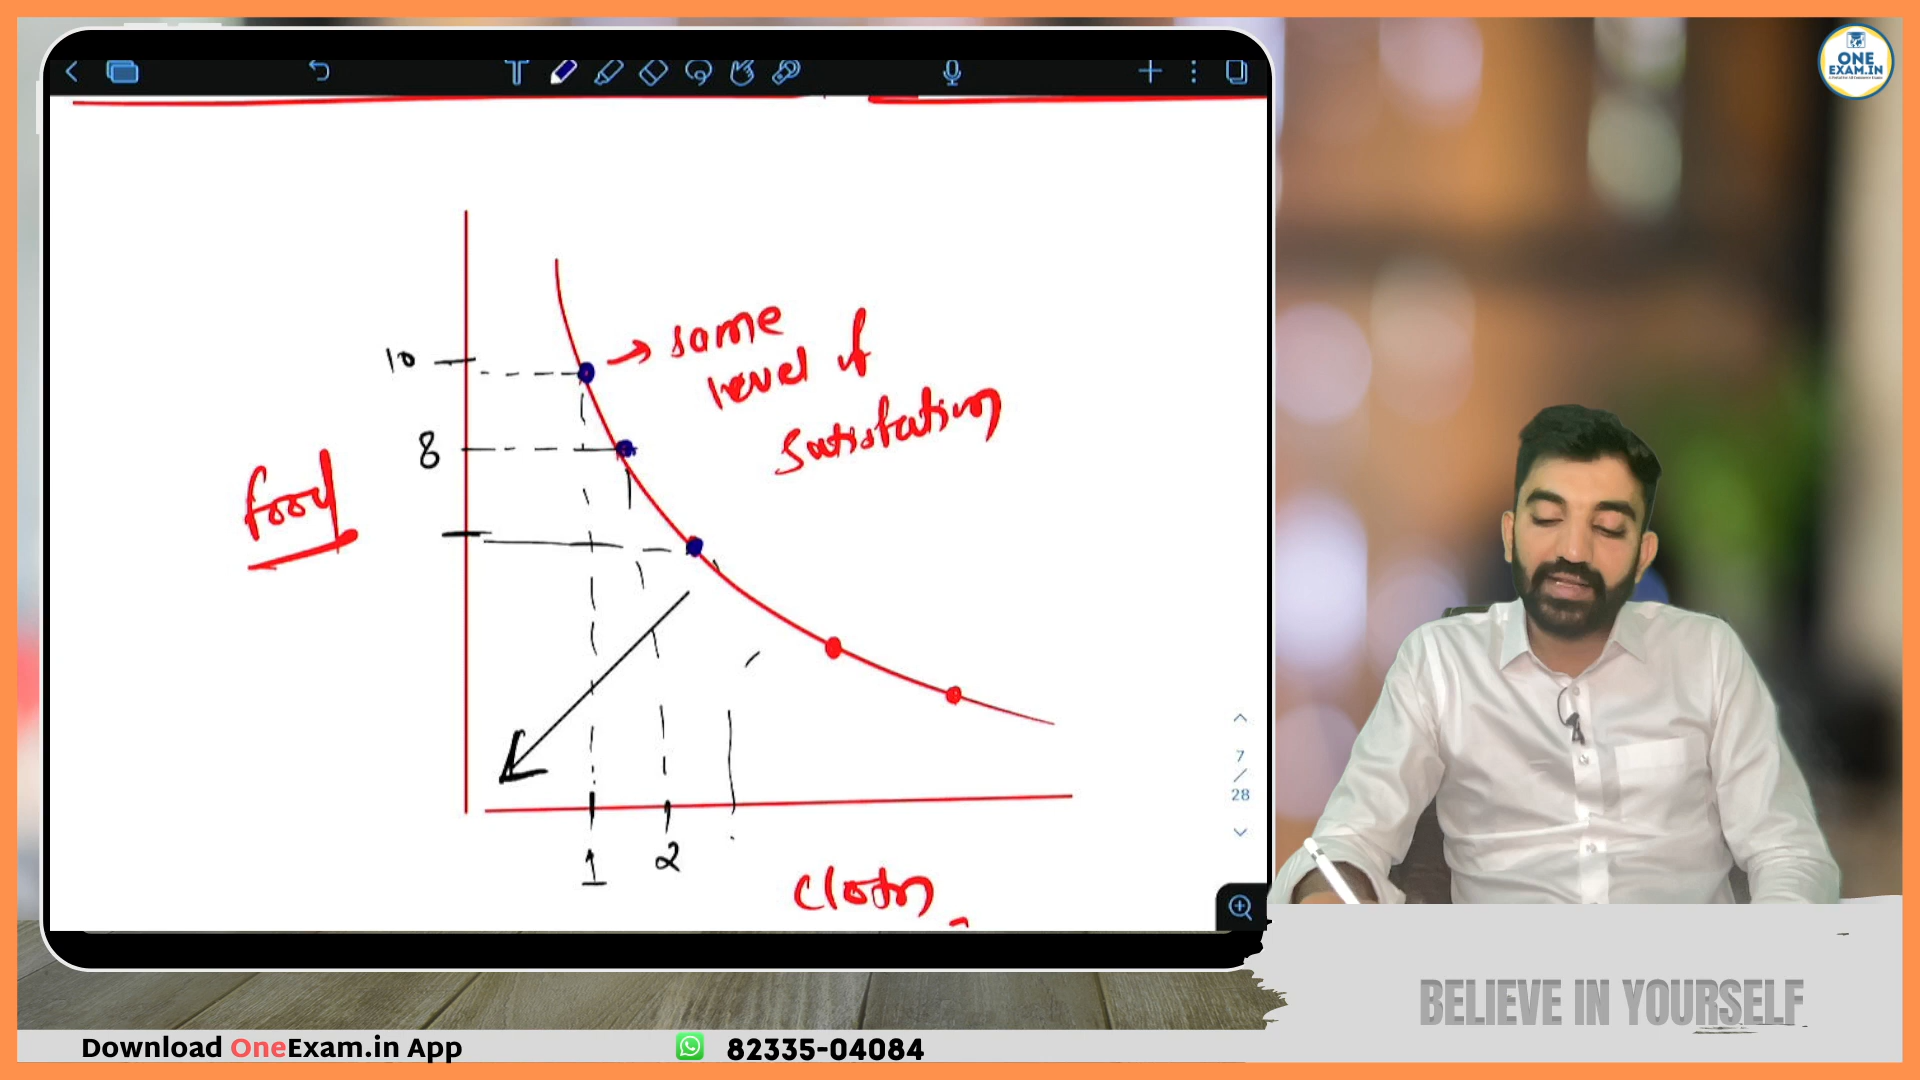 ONE
EXAM.IN
10
some
level of
Satisfation
8
food
7
/
28
1
2
Cloth
BELIEVE IN YOURSELF
Download OneExam.in App
82335-04084